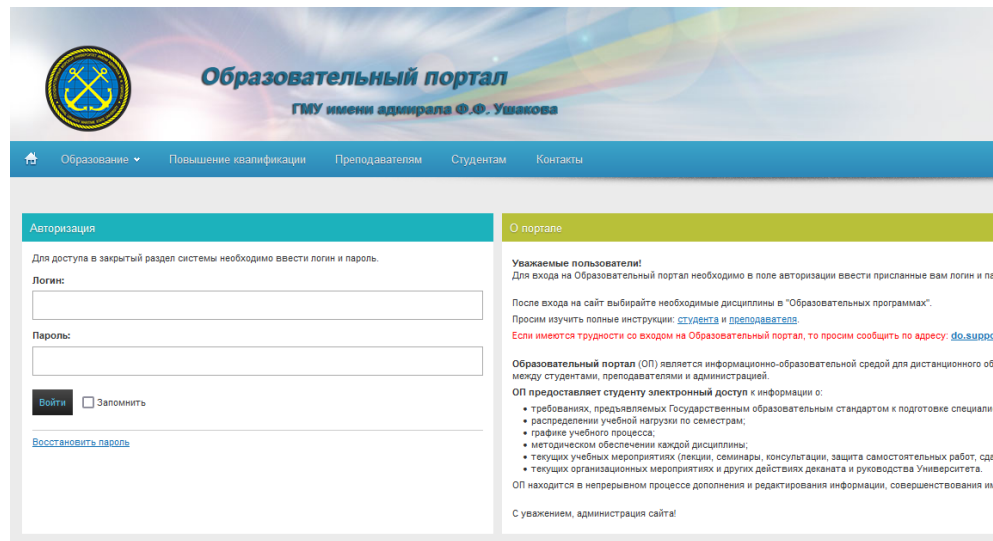 Образовательный портал
ГМУ имени адмирала Ф.Ф. Ушакова
Образование
Повышение квалификации
Преподавателям
Студентам
Контакты
Авторизация
Для доступа в закрытый раздел системы необходимо ввести логин и пароль.
Логин:
Пароль:
Войти
Запомнить
Восстановить пароль
О портале
Уважаемые пользователи!
Для входа на Образовательный портал необходимо в поле авторизации ввести присланные вам логин и па
После входа на сайт выбирайте необходимые дисциплины в "Образовательных программах".
Просим изучить полные инструкции: студента и преподавателя.
Если имеются трудности со входом на Образовательный портал, то просим сообщить по адресу: do.suppo
Образовательный портал (ОП) является информационно-образовательной средой для дистанционного об
между студентами, преподавателями и администрацией.
ОП предоставляет студенту электронный доступ к информации о:
• требованиях, предъявляемых Государственным образовательным стандартом к подготовке специали
• распределении учебной нагрузки по семестрам;
• графике учебного процесса;
• методическом обеспечении каждой дисциплины;
• текущих учебных мероприятиях (лекции, семинары, консультации, защита самостоятельных работ, сда
• текущих организационных мероприятиях и других действиях деканата и руководства Университета.
ОП находится в непрерывном процессе дополнения и редактирования информации, совершенствования им
С уважением, администрация сайта!